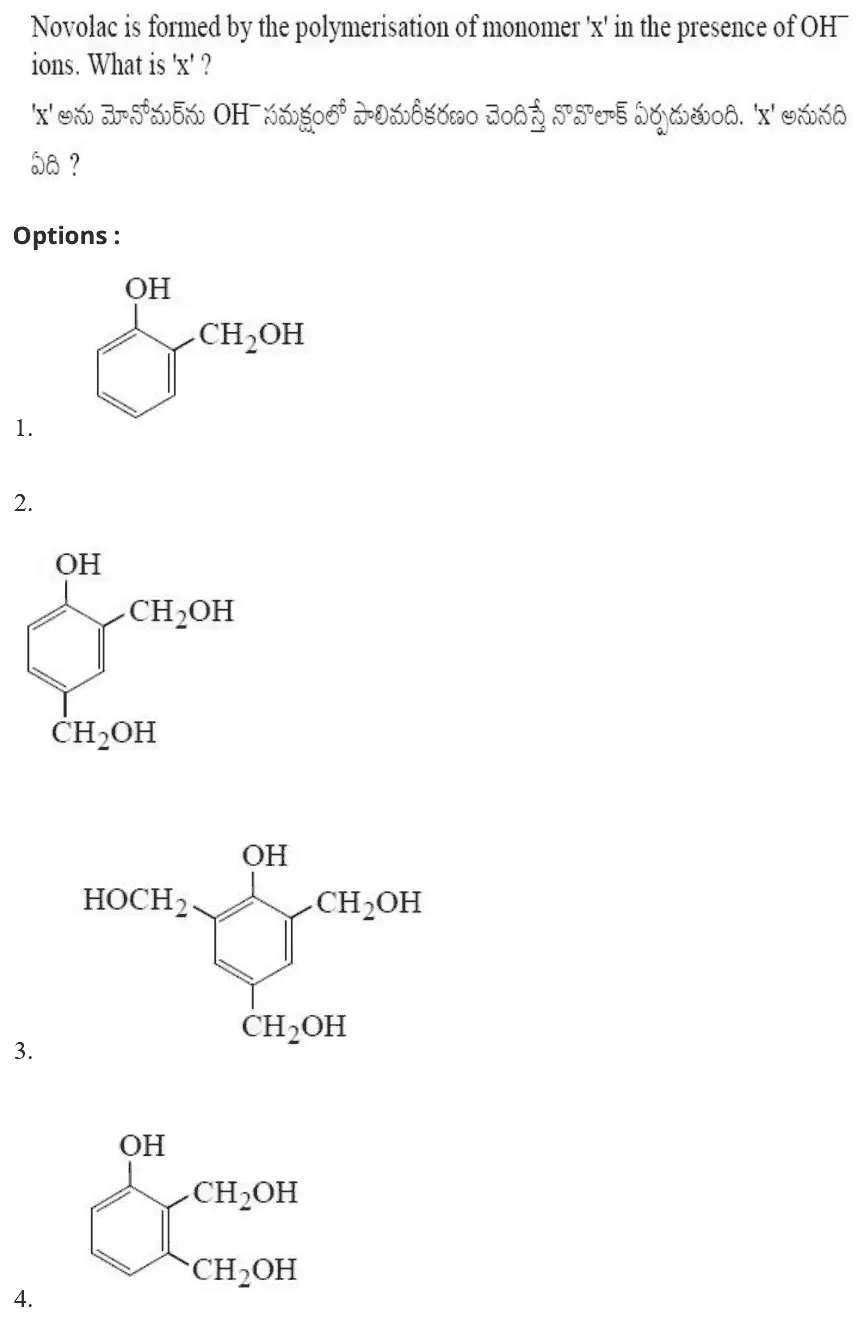 Novolac is formed by the polymerisation of monomer 'x' in the presence of OH⁻
ions. What is 'x' ?
'x' అను మోనోమర్‌ను OH⁻ సమక్షంలో పాలిమరీకరణం చెందిస్తే నొవొలాక్ ఏర్పడుతుంది. 'x' అనునది
ఏది ?
Options :
OH
CH₂OH
1.
2.
OH
CH₂OH
CH₂OH
OH
HOCH₂ CH₂OH
CH₂OH
3.
OH
CH₂OH
CH₂OH
4.